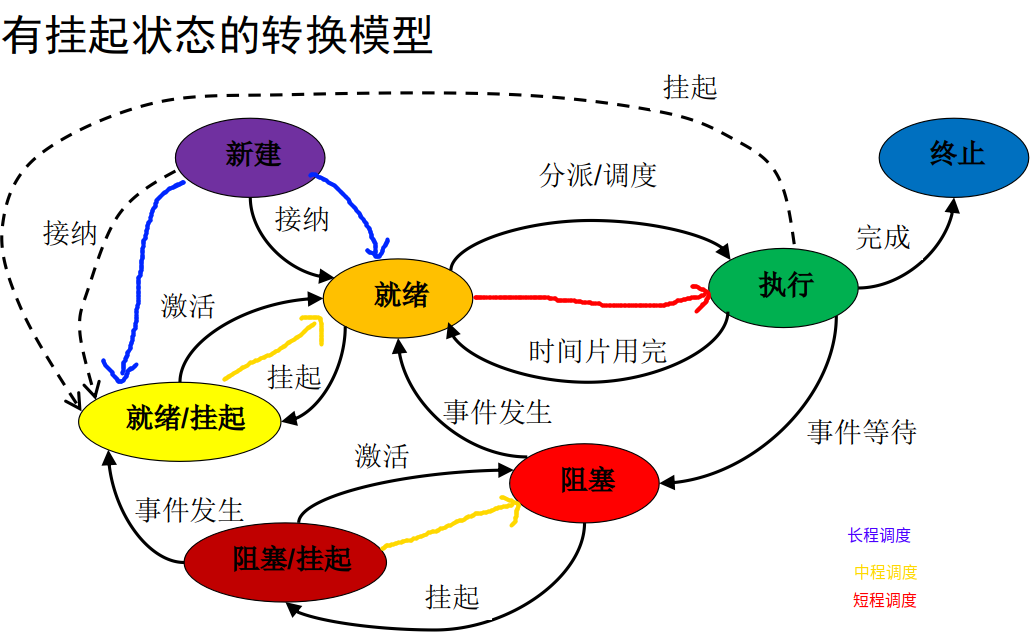 有挂起状态的转换模型
挂起
新建
终止
分派/调度
接纳
接纳
完成
就绪
执行
激活
时间片用完
挂起
就绪/挂起
事件发生
事件等待
激活
阻塞
事件发生
长程调度
阻塞/挂起
中程调度
挂起
短程调度